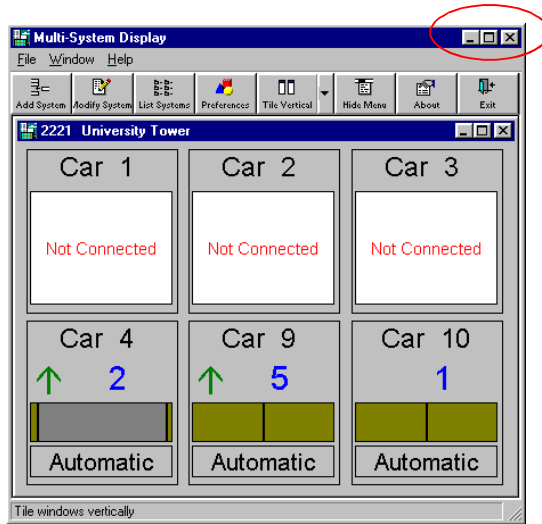 Multi-System Display
File Window Help
Add System Modify System List Systems Preferences Tile Vertical Hide Menu About Exit
2221 University Tower
Car 1 Car 2 Car 3
Not Connected Not Connected Not Connected
Car 4 Car 9 Car 10
2 5 1
Automatic Automatic Automatic
Tile windows vertically